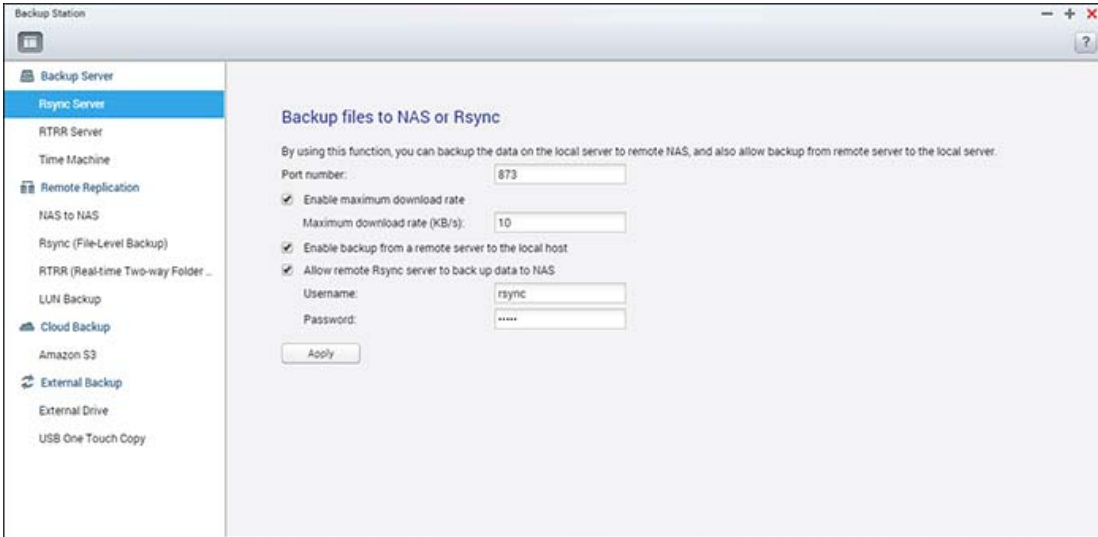 Backup Station
?
Backup Server
Rsync Server
RTRR Server
Time Machine
Remote Replication
NAS to NAS
Rsync (File-Level Backup)
RTRR (Real-time Two-way Folder ...
LUN Backup
Cloud Backup
Amazon S3
External Backup
External Drive
USB One Touch Copy
Backup files to NAS or Rsync
By using this function, you can backup the data on the local server to remote NAS, and also allow backup from remote server to the local server.
Port number: 873
Enable maximum download rate
Maximum download rate (KB/s): 10
Enable backup from a remote server to the local host
Allow remote Rsync server to back up data to NAS
Username: rsync
Password: •••••
Apply